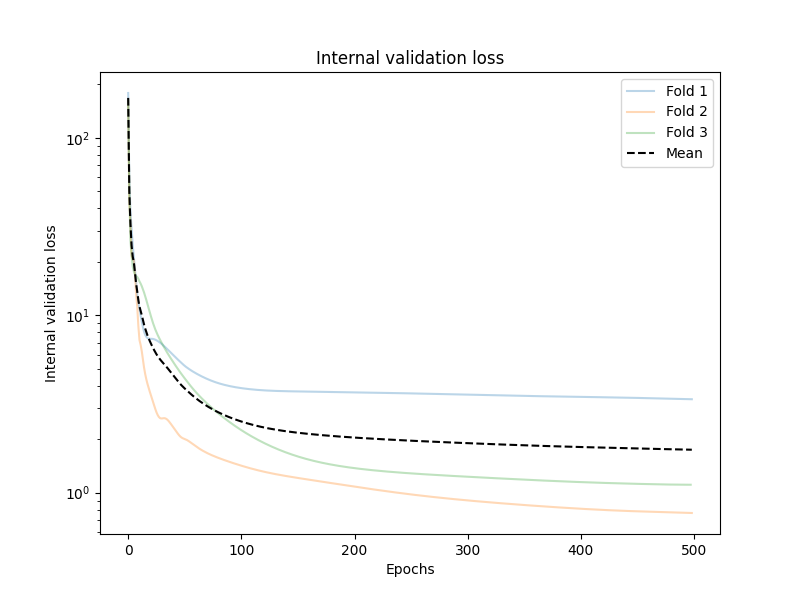 Internal validation loss
Fold 1
Fold 2
Fold 3
Mean
Internal validation loss
10²
10¹
10⁰
0 100 200 300 400 500
Epochs